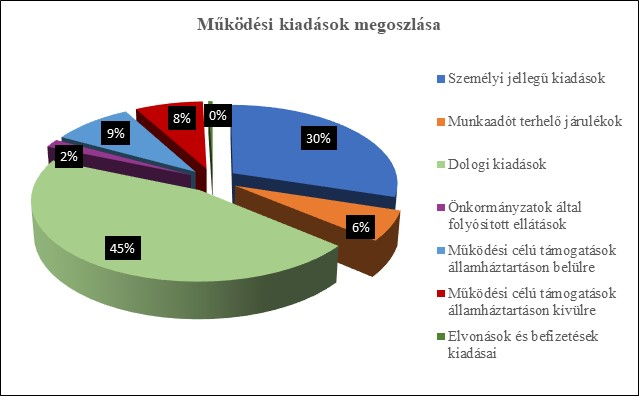 Működési kiadások megoszlása
0%
8%
9%
30%
2%
6%
45%
Személyi jellegű kiadások
Munkaadót terhelő járulékok
Dologi kiadások
Önkormányzatok által
folyósított ellátások
Működési célú támogatások
államháztartáson belülre
Működési célú támogatások
államháztartáson kívülre
Elvonások és befizetések
kiadásai